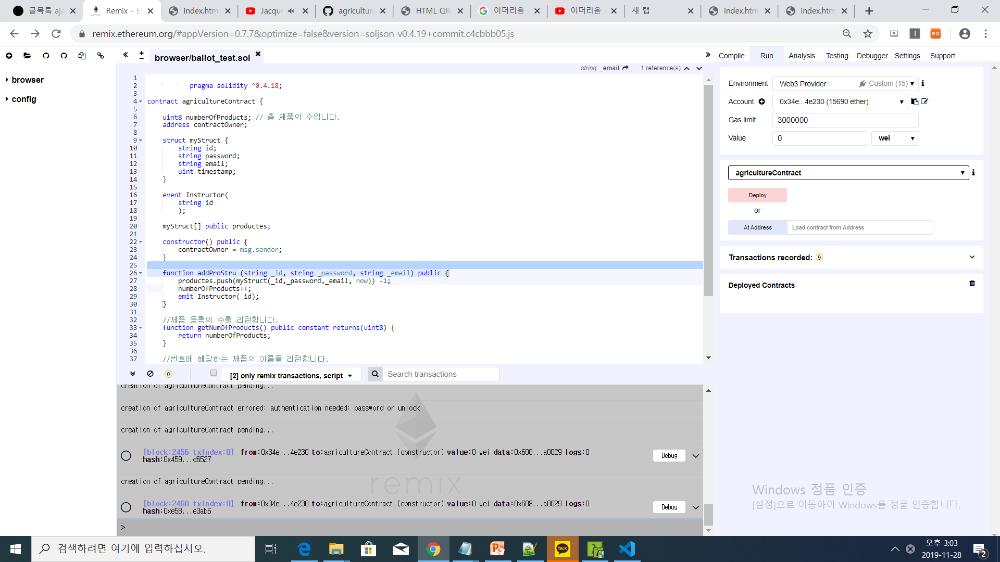 글목록 aja
Remix - E
index.htm
Jacque
agriculture
HTML QR
이더리움
이더리움
새 탭
index.htm
index.htm
remix.ethereum.org/#appVersion=0.7.7&optimize=false&version=soljson-v0.4.19+commit.c4cbbb05.js
browser/ballot_test.sol
Compile Run Analysis Testing Debugger Settings Support
string _email 1 reference(s)
browser
config
1
2 pragma solidity ^0.4.18;
3
4 contract agricultureContract {
5
6 uint8 numberOfProducts; // 총 제품의 수입니다.
7 address contractOwner;
8
9 struct myStruct {
10 string id;
11 string password;
12 string email;
13 uint timestamp;
14 }
15
16 event Instructor(
17 string id
18 );
19
20 myStruct[] public productes;
21
22 constructor() public {
23 contractOwner = msg.sender;
24 }
25
26 function addProStru (string _id, string _password, string _email) public {
27 productes.push(myStruct(_id,_password,_email, now)) -1;
28 numberOfProducts++;
29 emit Instructor(_id);
30 }
31
32 //제품 등록의 수를 리턴합니다.
33 function getNumOfProducts() public constant returns(uint8) {
34 return numberOfProducts;
35 }
36
37 //번호에 해당하는 제품의 이름을 리턴합니다.
0 [2] only remix transactions, script Search transactions
creation of agricultureContract pending...
creation of agricultureContract errored: authentication needed: password or unlock
creation of agricultureContract pending...
[block:2456 txIndex:0] from:0x34e...4e230 to:agricultureContract.(constructor) value:0 wei data:0x608...a0029 logs:0
hash:0x459...d6527
Debug
creation of agricultureContract pending...
remix
[block:2460 txIndex:0] from:0x34e...4e230 to:agricultureContract.(constructor) value:0 wei data:0x608...a0029 logs:0
hash:0xe58...e3ab6
Debug
>
Environment Web3 Provider Custom (15)
Account 0x34e...4e230 (15690 ether)
Gas limit 3000000
Value 0 wei
agricultureContract
Deploy
or
At Address Load contract from Address
Transactions recorded: 9
Deployed Contracts
Windows 정품 인증
[설정]으로 이동하여 Windows를 정품 인증합니다.
검색하려면 여기에 입력하십시오.
TALK
오후 3:03
2019-11-28
2